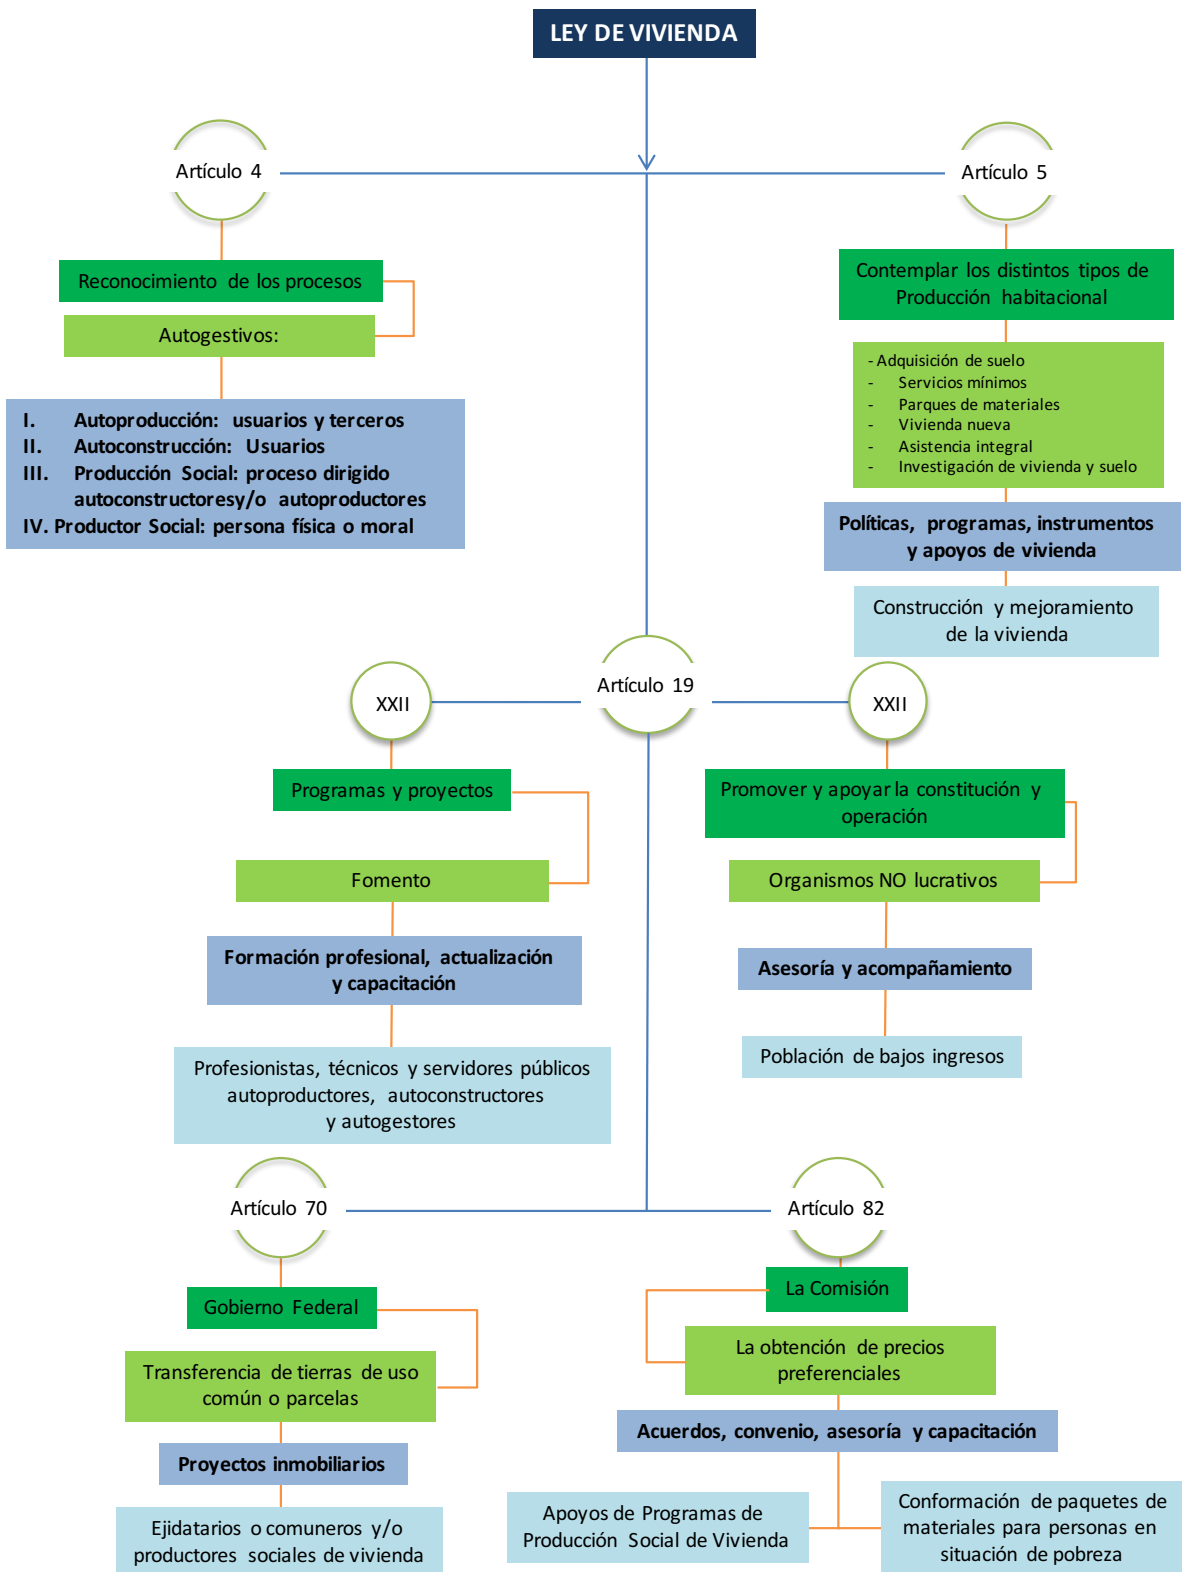 LEY DE VIVIENDA
Artículo 4
Artículo 5
Reconocimiento de los procesos
Autogestivos:
I. Autoproducción: usuarios y terceros
II. Autoconstrucción: Usuarios
III. Producción Social: proceso dirigido
autoconstructoresy/o autoproductores
IV. Productor Social: persona física o moral
Contemplar los distintos tipos de
Producción habitacional
- Adquisición de suelo
- Servicios mínimos
- Parques de materiales
- Vivienda nueva
- Asistencia integral
- Investigación de vivienda y suelo
Políticas, programas, instrumentos
y apoyos de vivienda
Construcción y mejoramiento
de la vivienda
Artículo 19
XXII
XXII
Programas y proyectos
Fomento
Formación profesional, actualización
y capacitación
Profesionistas, técnicos y servidores públicos
autoproductores, autoconstructores
y autogestores
Promover y apoyar la constitución y
operación
Organismos NO lucrativos
Asesoría y acompañamiento
Población de bajos ingresos
Artículo 70
Artículo 82
Gobierno Federal
Transferencia de tierras de uso
común o parcelas
Proyectos inmobiliarios
Ejidatarios o comuneros y/o
productores sociales de vivienda
La Comisión
La obtención de precios
preferenciales
Acuerdos, convenio, asesoría y capacitación
Apoyos de Programas de
Producción Social de Vivienda
Conformación de paquetes de
materiales para personas en
situación de pobreza